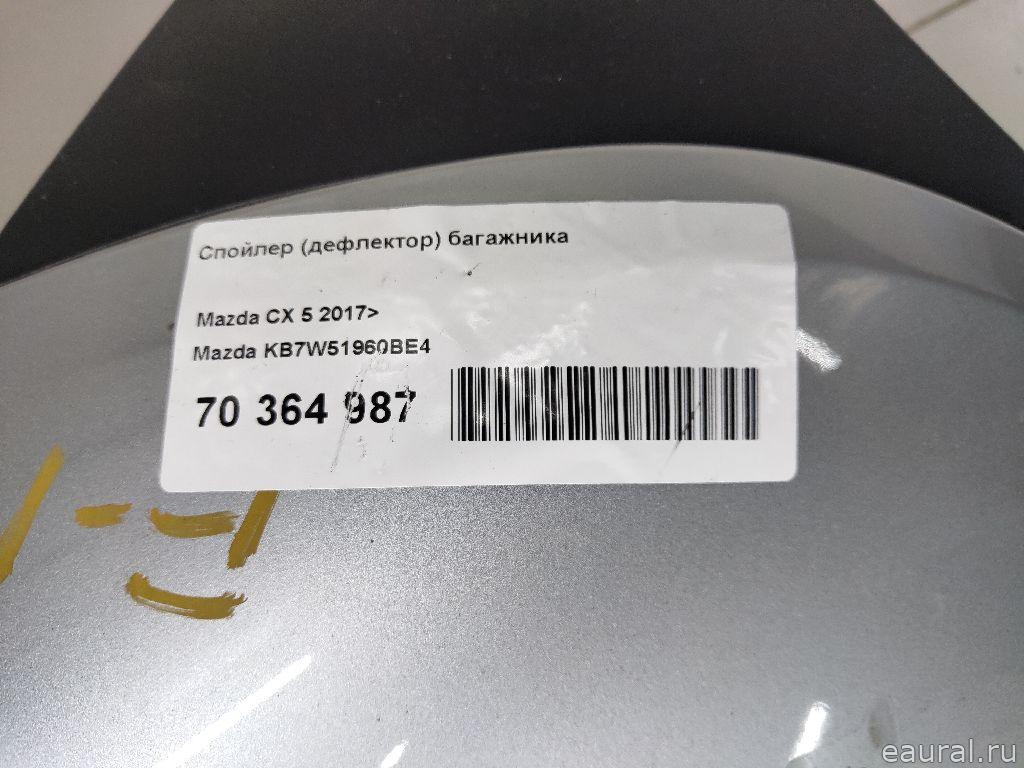 Спойлер (дефлектор) багажника
Mazda CX 5 2017>
Mazda KB7W51960BE4
70 364 987
eaural.ru